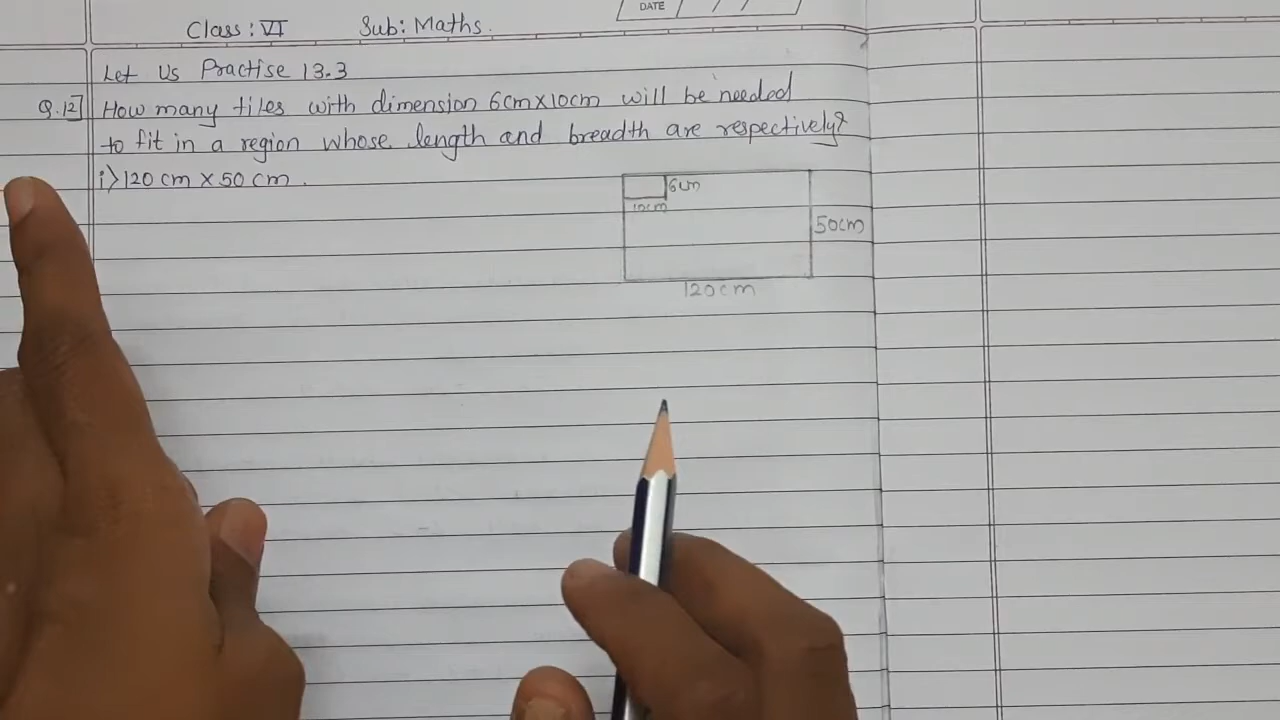 DATE
Class: VI Sub: Maths.
Let Us Practise 13.3
Q.12] How many tiles with dimension 6cm×10cm will be needed
to fit in a region whose length and breadth are respectively?
i) 120 cm × 50 cm.
6cm
10cm
50cm
120cm